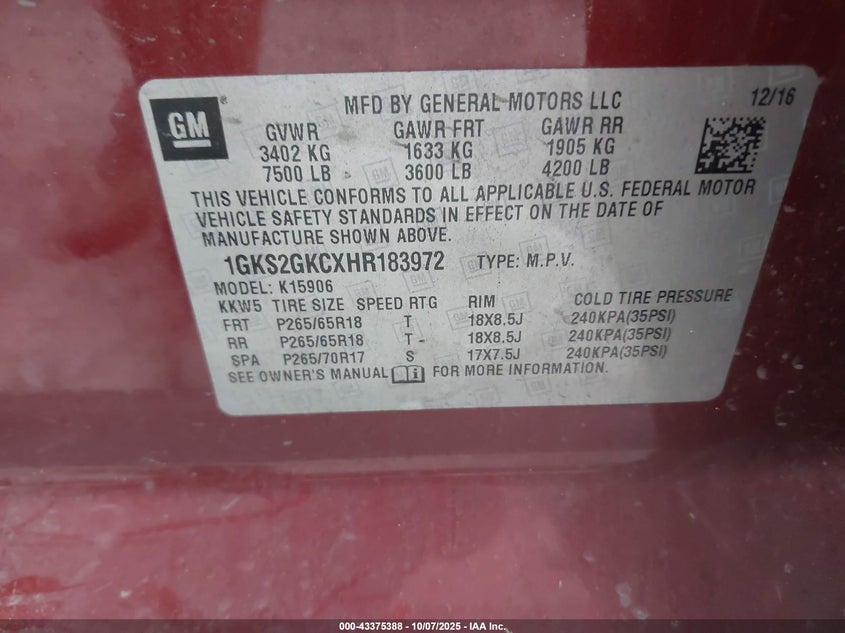 GM
MFD BY GENERAL MOTORS LLC 12/16
GVWR GAWR FRT GAWR RR
3402 KG 1633 KG 1905 KG
7500 LB 3600 LB 4200 LB
THIS VEHICLE CONFORMS TO ALL APPLICABLE U.S. FEDERAL MOTOR
VEHICLE SAFETY STANDARDS IN EFFECT ON THE DATE OF
MANUFACTURE SHOWN ABOVE.
1GKS2GKCXHR183972 TYPE: M.P.V.
MODEL: K15906
KKW5 TIRE SIZE SPEED RTG RIM COLD TIRE PRESSURE
FRT P265/65R18 T 18X8.5J 240KPA(35PSI)
RR P265/65R18 T 18X8.5J 240KPA(35PSI)
SPA P265/70R17 S 17X7.5J 240KPA(35PSI)
SEE OWNER'S MANUAL FOR MORE INFORMATION.
000-43375388 - 10/07/2025 - IAA Inc.